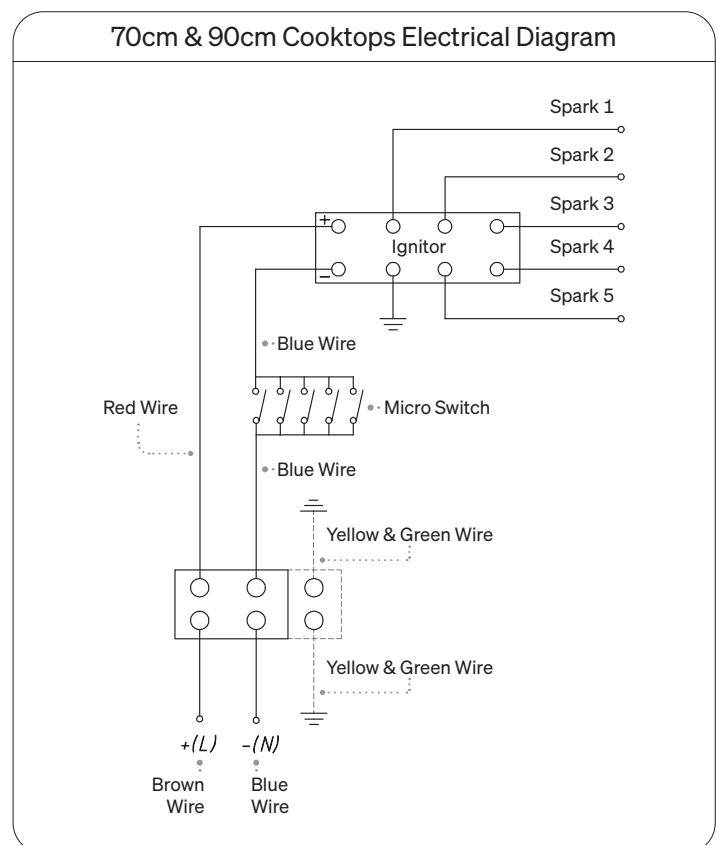 70cm & 90cm Cooktops Electrical Diagram
Spark 1
Spark 2
Spark 3
+
Ignitor
Spark 4
–
Spark 5
Blue Wire
Red Wire
Micro Switch
Blue Wire
Yellow & Green Wire
Yellow & Green Wire
+(L)
-(N)
Brown
Wire
Blue
Wire